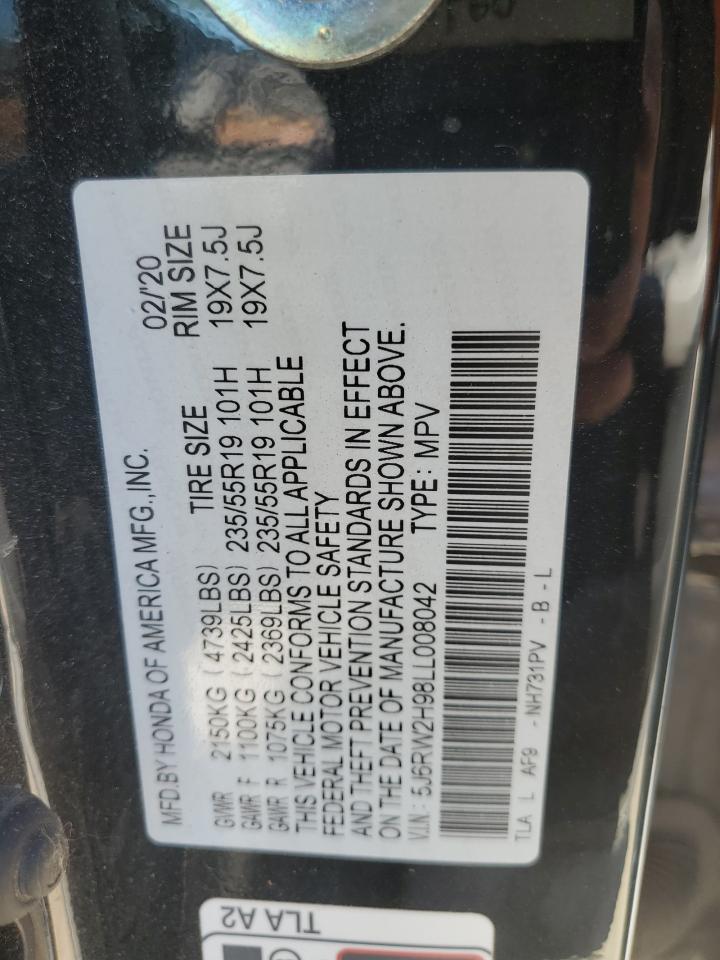 MFD.BY HONDA OF AMERICA MFG.,INC. 02/'20
TIRE SIZE RIM SIZE
GVWR 2150KG (4739LBS)
GAWR F 1100KG (2425LBS) 235/55R19 101H 19X7.5J
GAWR R 1075KG (2369LBS) 235/55R19 101H 19X7.5J
THIS VEHICLE CONFORMS TO ALL APPLICABLE
FEDERAL MOTOR VEHICLE SAFETY
AND THEFT PREVENTION STANDARDS IN EFFECT
ON THE DATE OF MANUFACTURE SHOWN ABOVE.
V.I.N: 5J6RW2H98LL008042 TYPE: MPV
TLA L AF9 -NH731PV -B-L
TLA A2